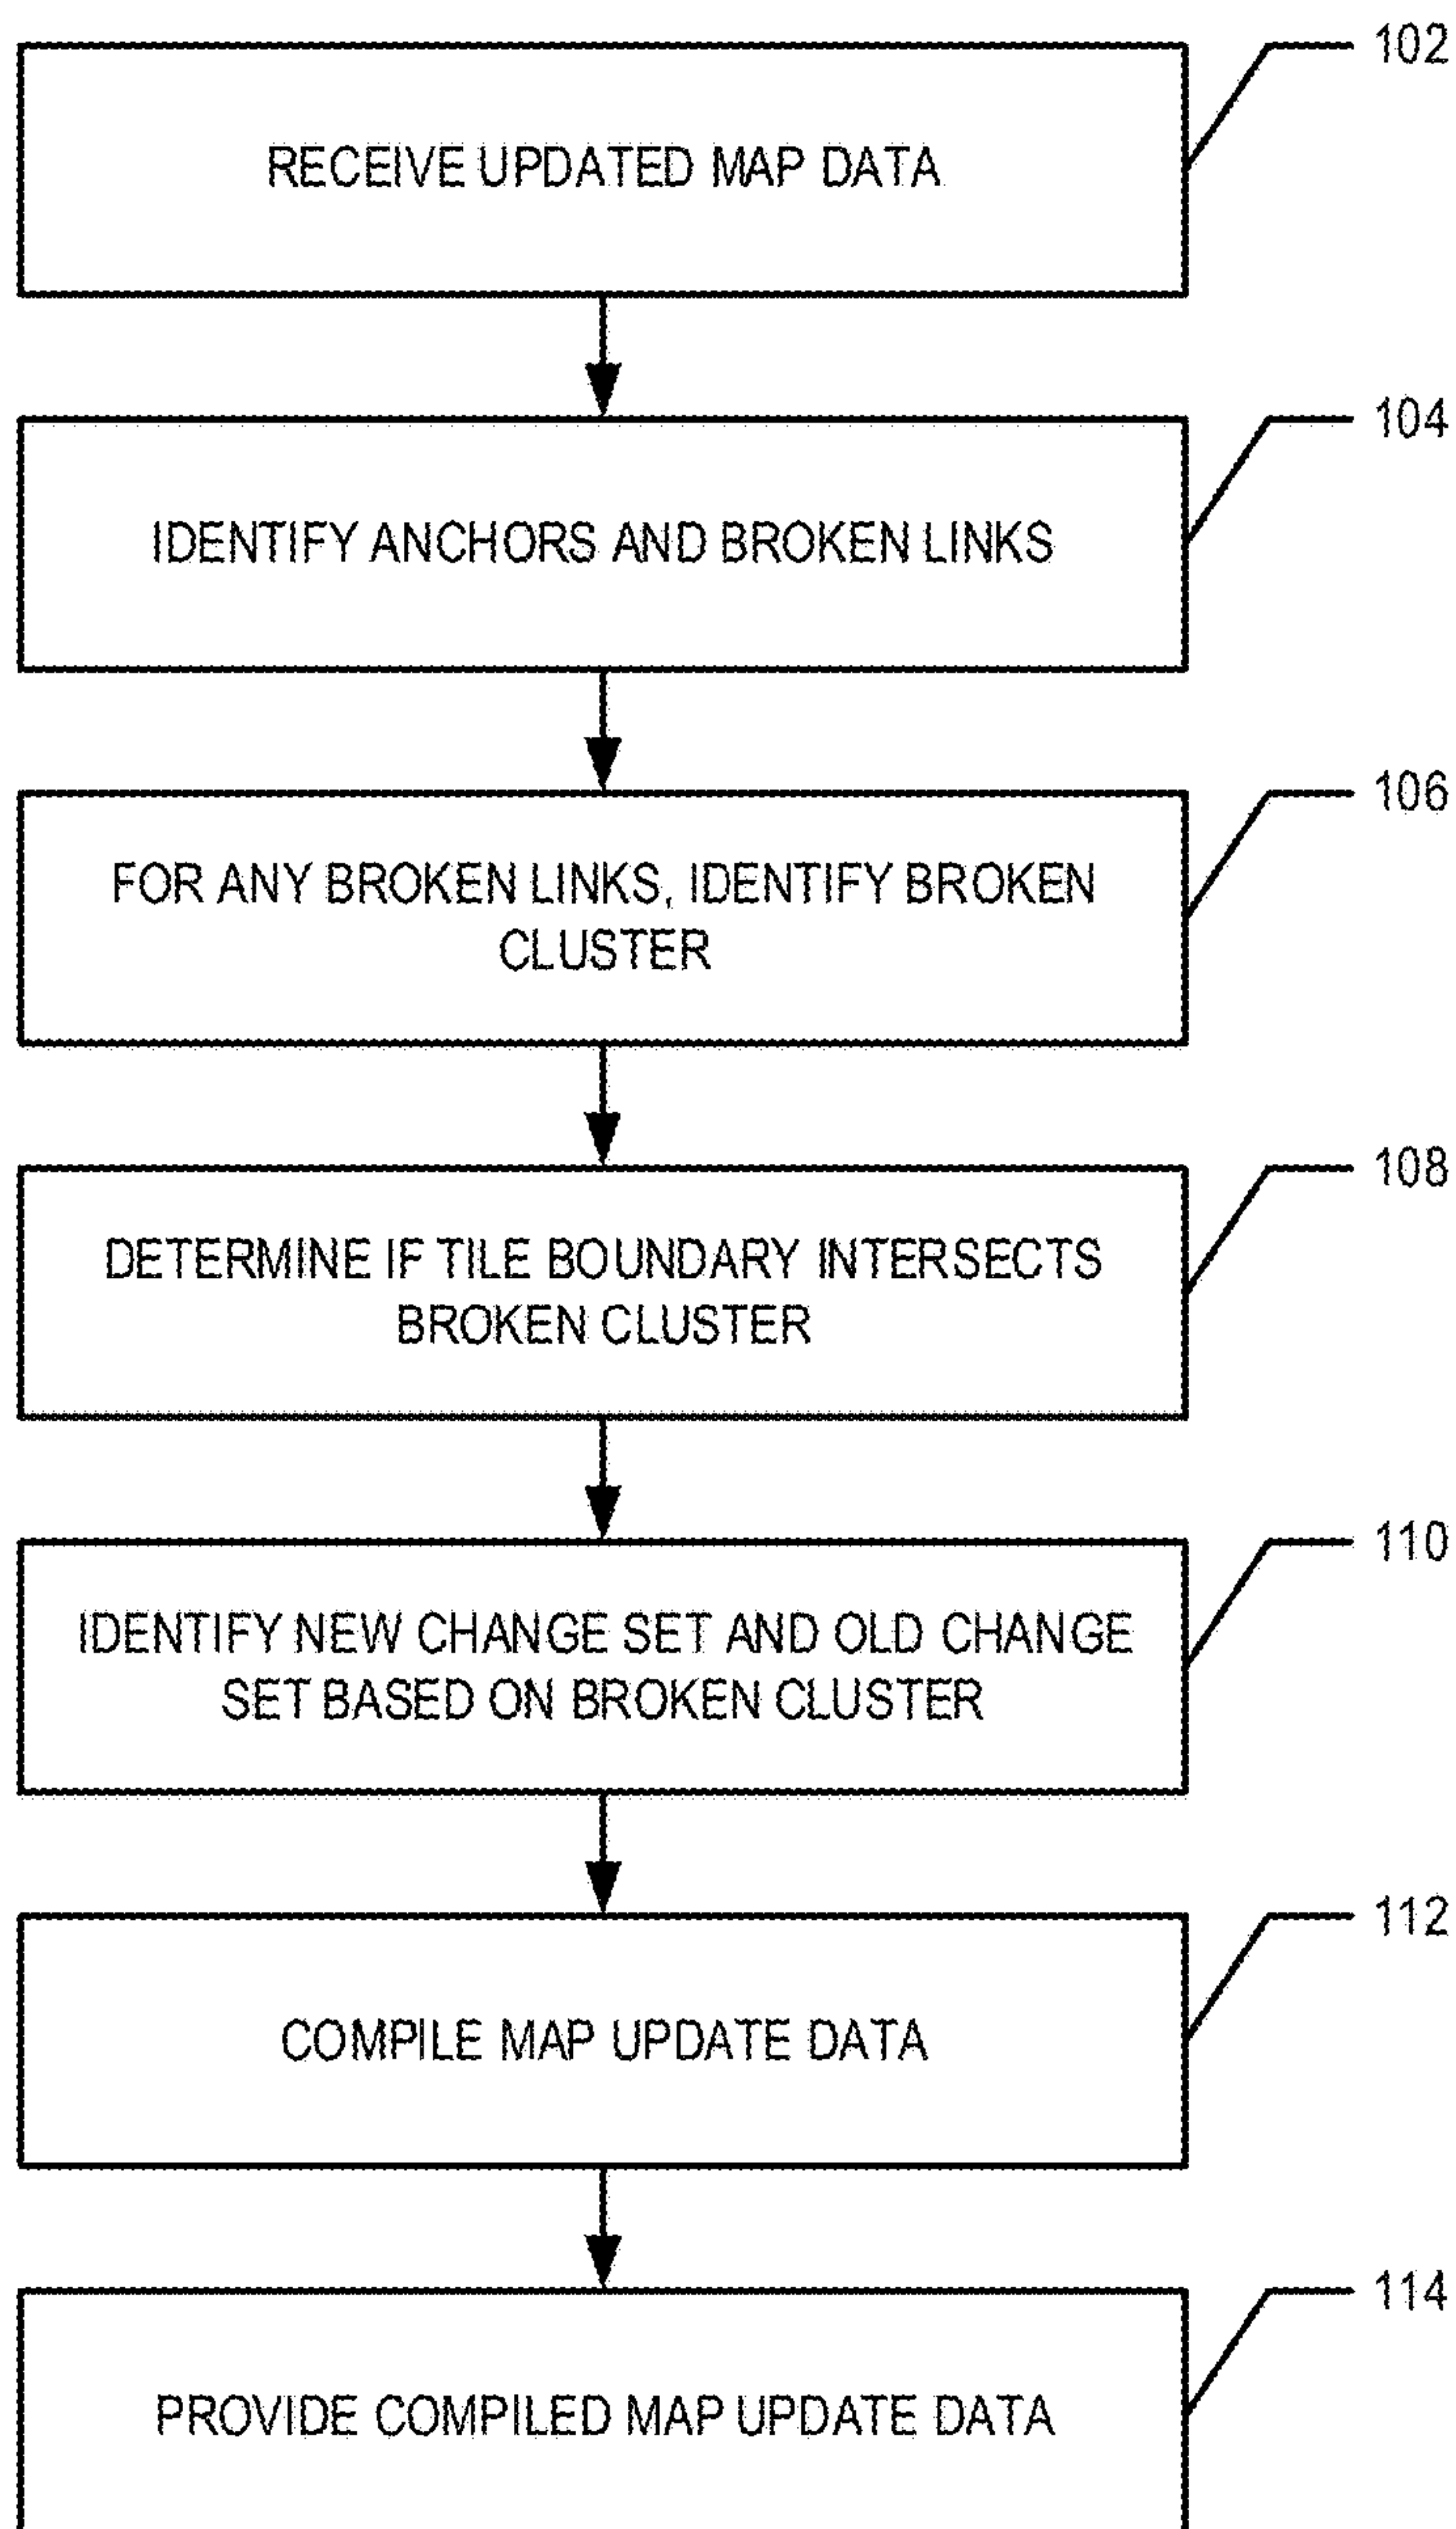 102
RECEIVE UPDATED MAP DATA
104
IDENTIFY ANCHORS AND BROKEN LINKS
106
FOR ANY BROKEN LINKS, IDENTIFY BROKEN
CLUSTER
108
DETERMINE IF TILE BOUNDARY INTERSECTS
BROKEN CLUSTER
110
IDENTIFY NEW CHANGE SET AND OLD CHANGE
SET BASED ON BROKEN CLUSTER
112
COMPILE MAP UPDATE DATA
114
PROVIDE COMPILED MAP UPDATE DATA